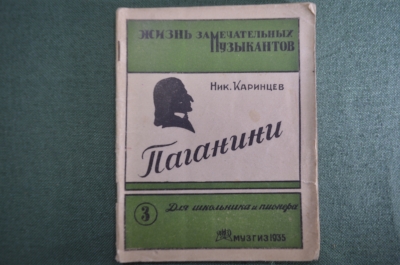 ЖИЗНЬ ЗАМЕЧАТЕЛЬНЫХ
МУЗЫКАНТОВ
НИК. КАРИНЦЕВ
Паганини
3
Для школьника и пионера
МУЗГИЗ 1935